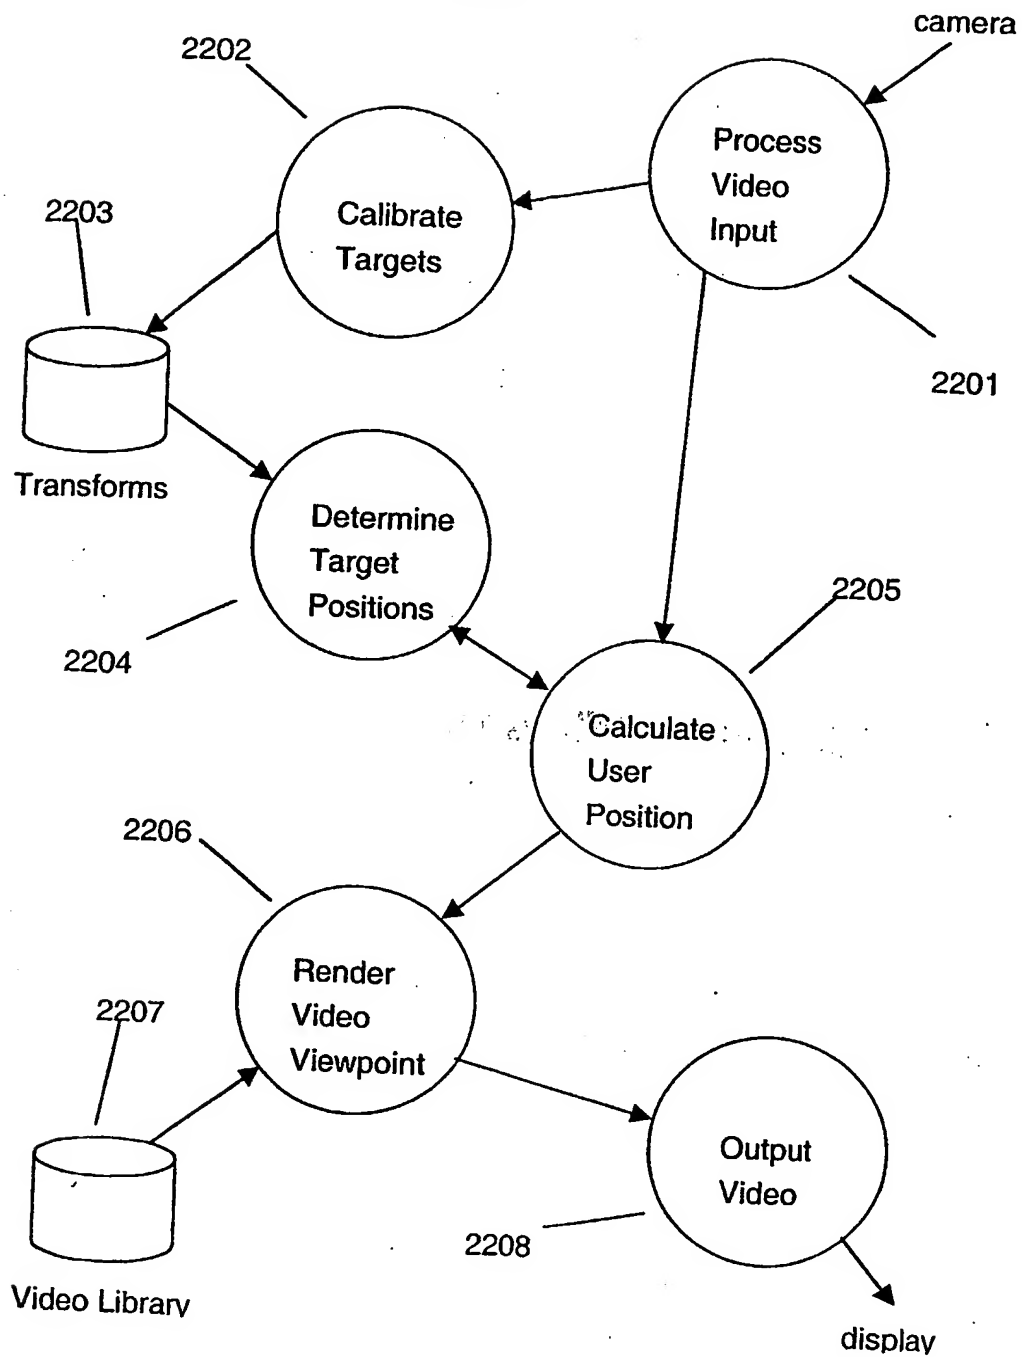 camera
2202
Process
Video
Input
2203
Calibrate
Targets
2201
Transforms
Determine
Target
Positions
2205
2204
Calculate
User
Position
2206
Render
Video
Viewpoint
2207
Output
Video
2208
Video Library
display